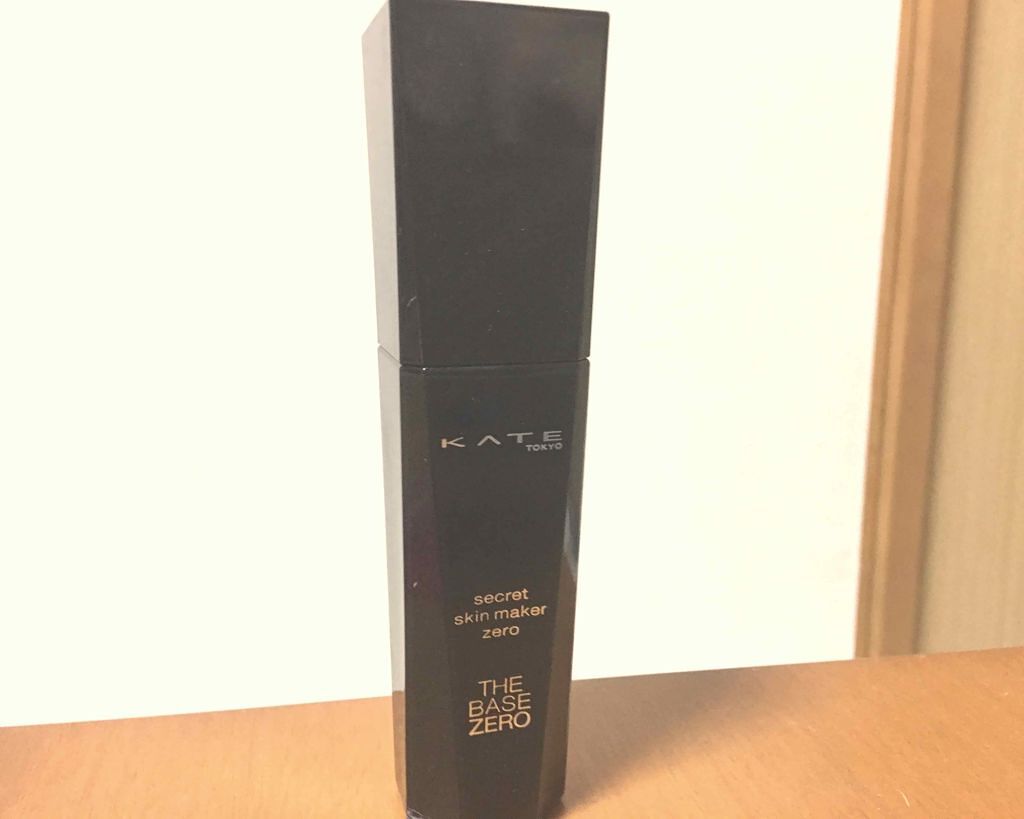 KATE
TOKYO
secret
skin maker
zero
THE
BASE
ZERO